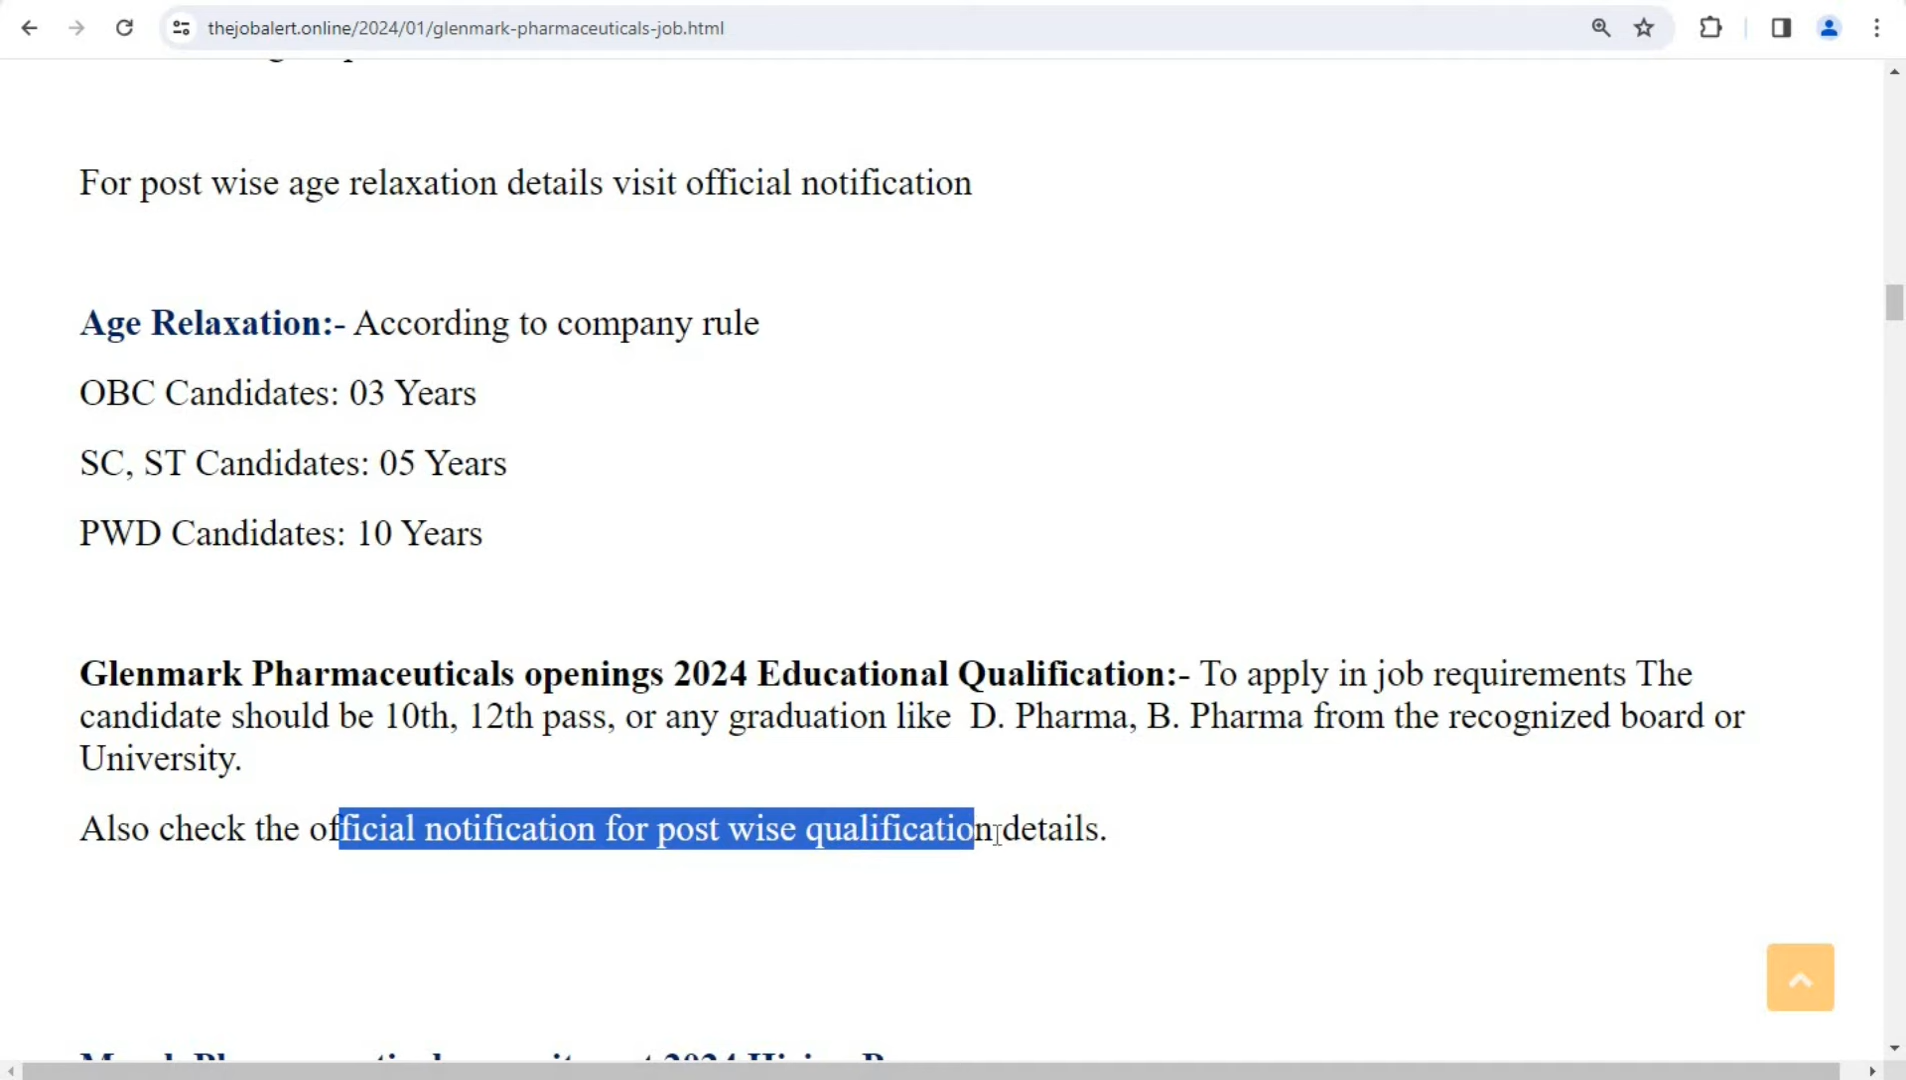 thejobalert.online/2024/01/glenmark-pharmaceuticals-job.html
For post wise age relaxation details visit official notification
Age Relaxation:- According to company rule
OBC Candidates: 03 Years
SC, ST Candidates: 05 Years
PWD Candidates: 10 Years
Glenmark Pharmaceuticals openings 2024 Educational Qualification:- To apply in job requirements The
candidate should be 10th, 12th pass, or any graduation like D. Pharma, B. Pharma from the recognized board or
University.
Also check the official notification for post wise qualification details.